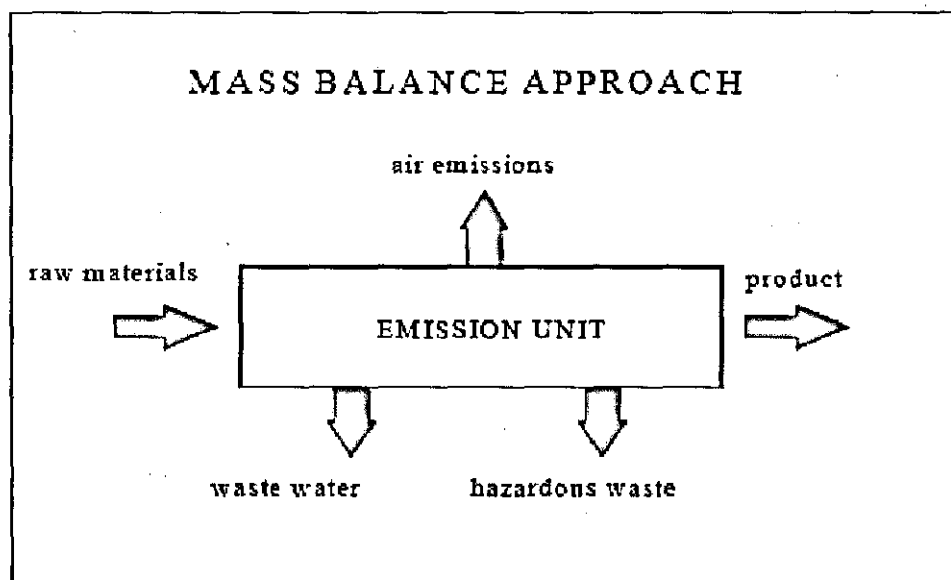 MASS BALANCE APPROACH
air emissions
raw materials
product
EMISSION UNIT
waste water
hazardons waste